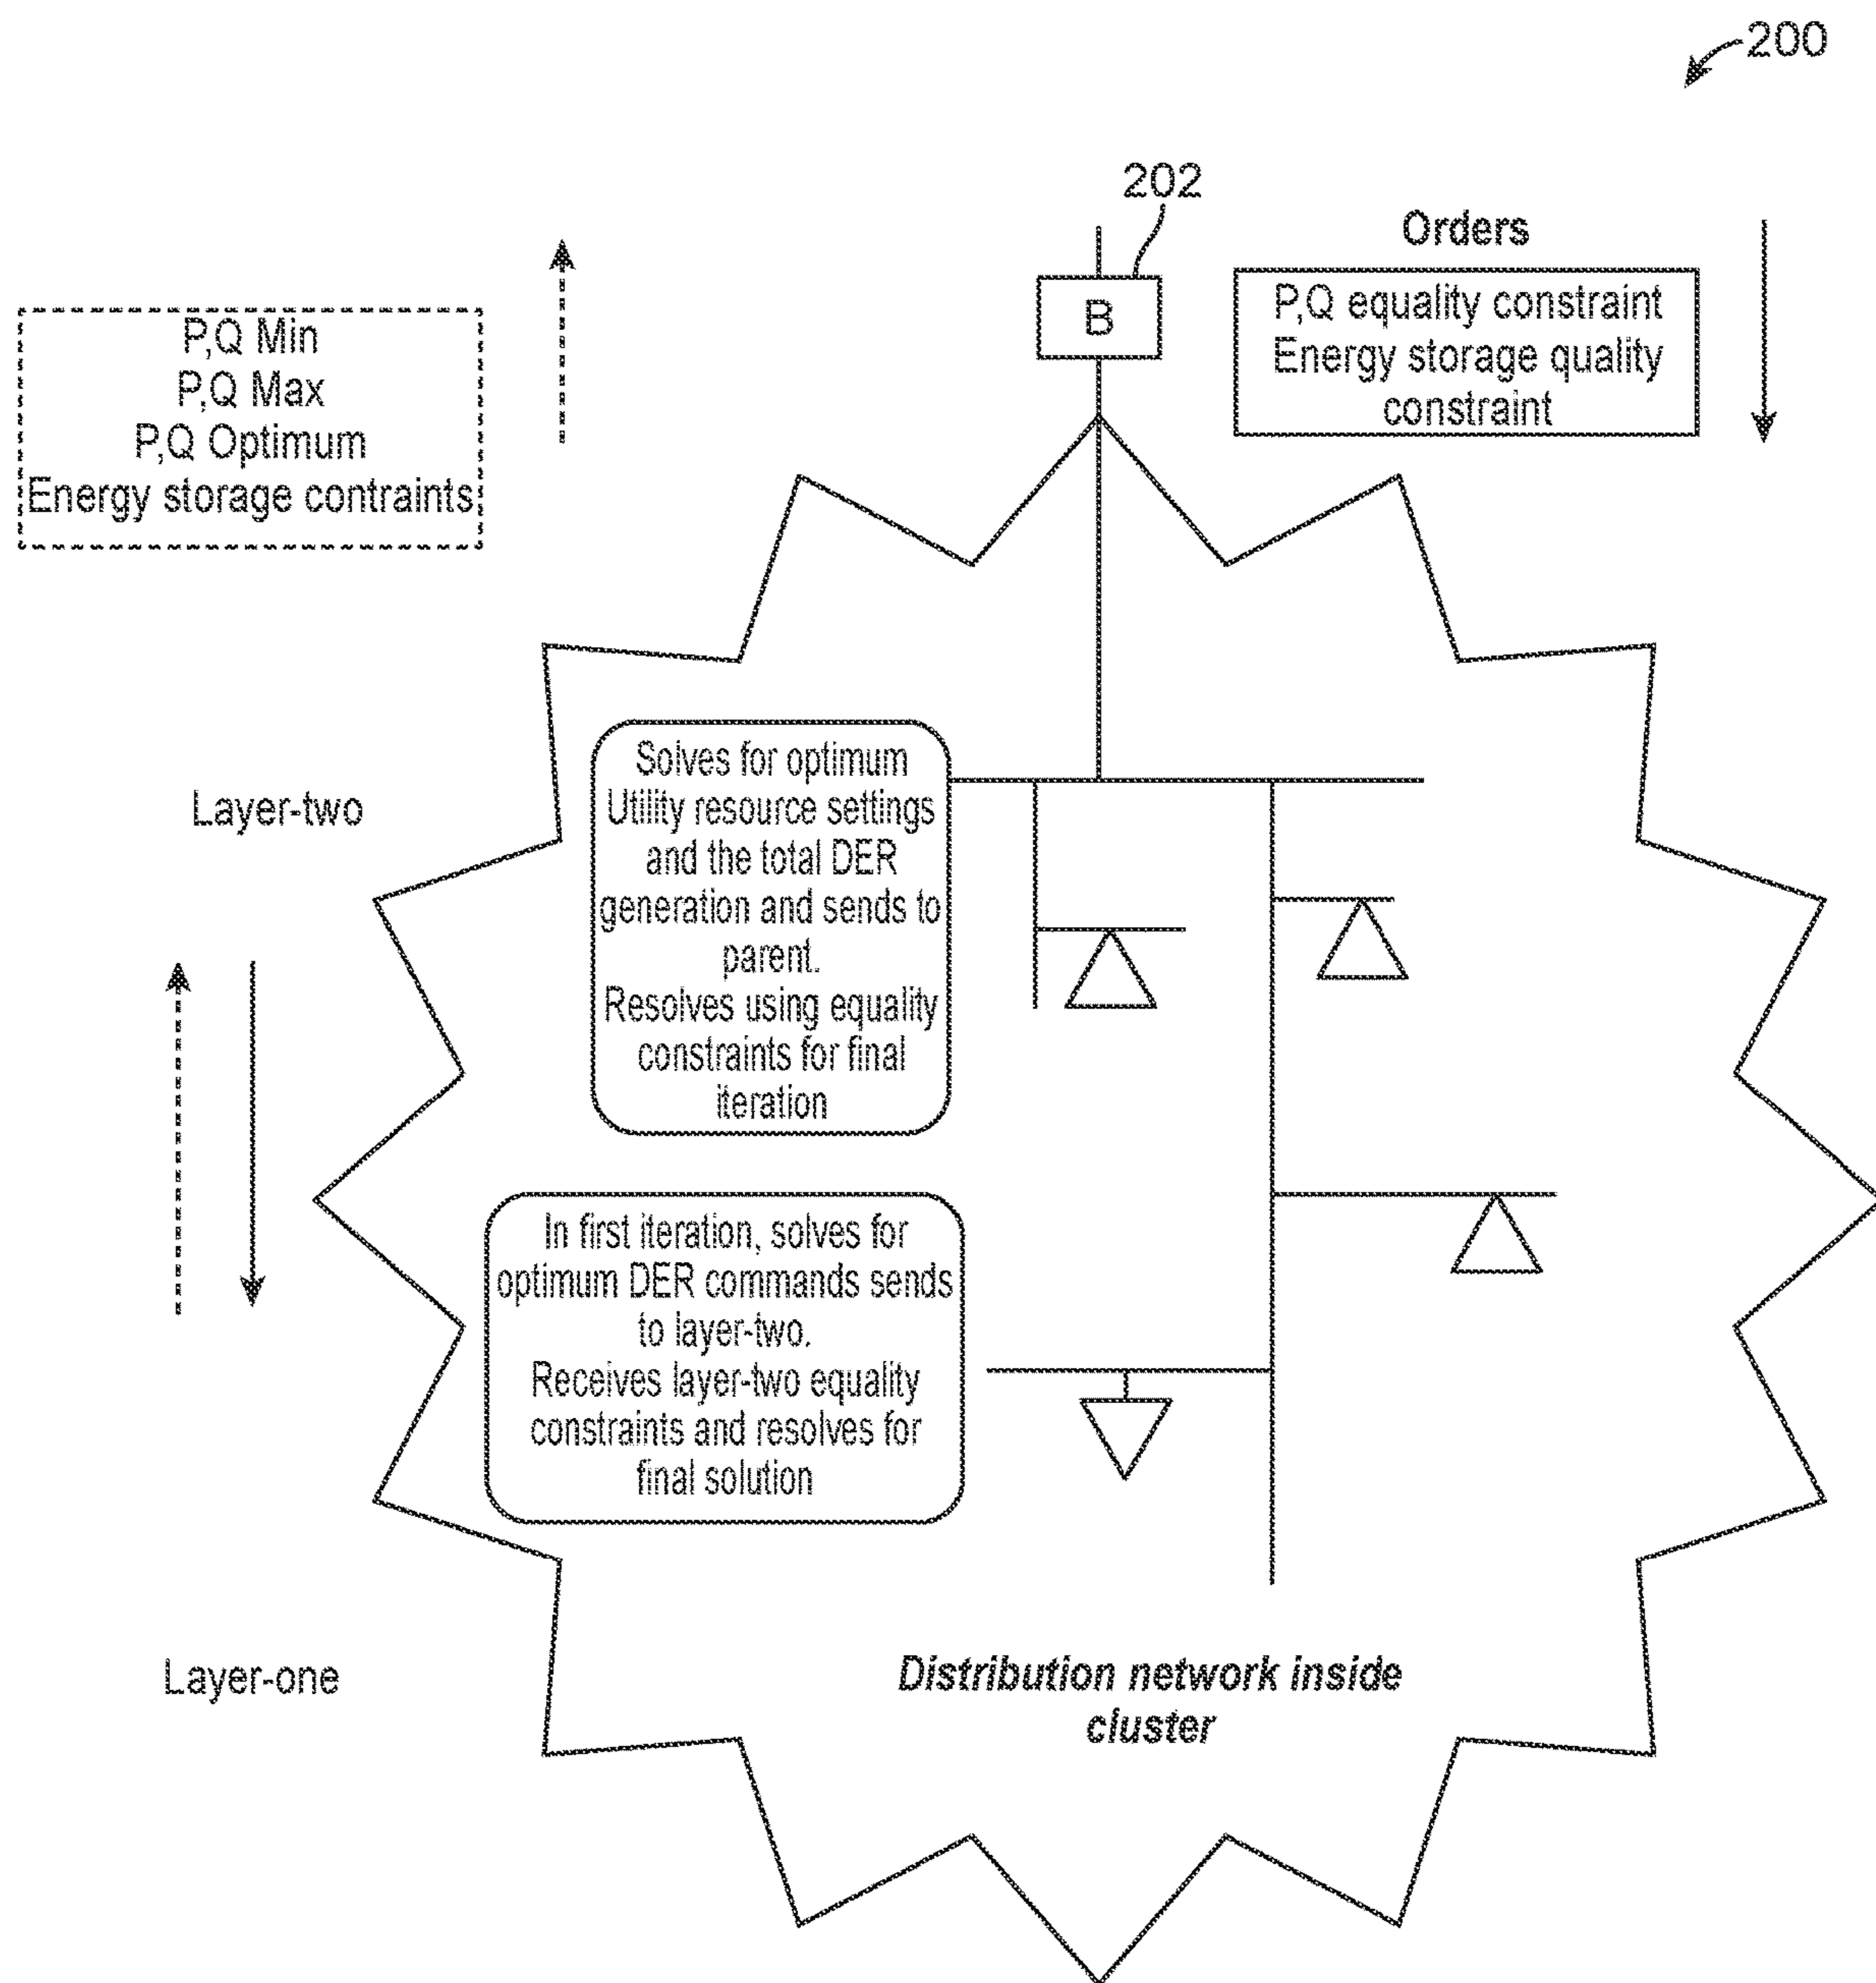 200
202
Orders
P,Q equality constraint
Energy storage quality
constraint
B
P,Q Min
P,Q Max
P,Q Optimum
Energy storage contraints
Layer-two
Solves for optimum
Utility resource settings
and the total DER
generation and sends to
parent.
Resolves using equality
constraints for final
iteration
In first iteration, solves for
optimum DER commands sends
to layer-two.
Receives layer-two equality
constraints and resolves for
final solution
Layer-one
Distribution network inside
cluster